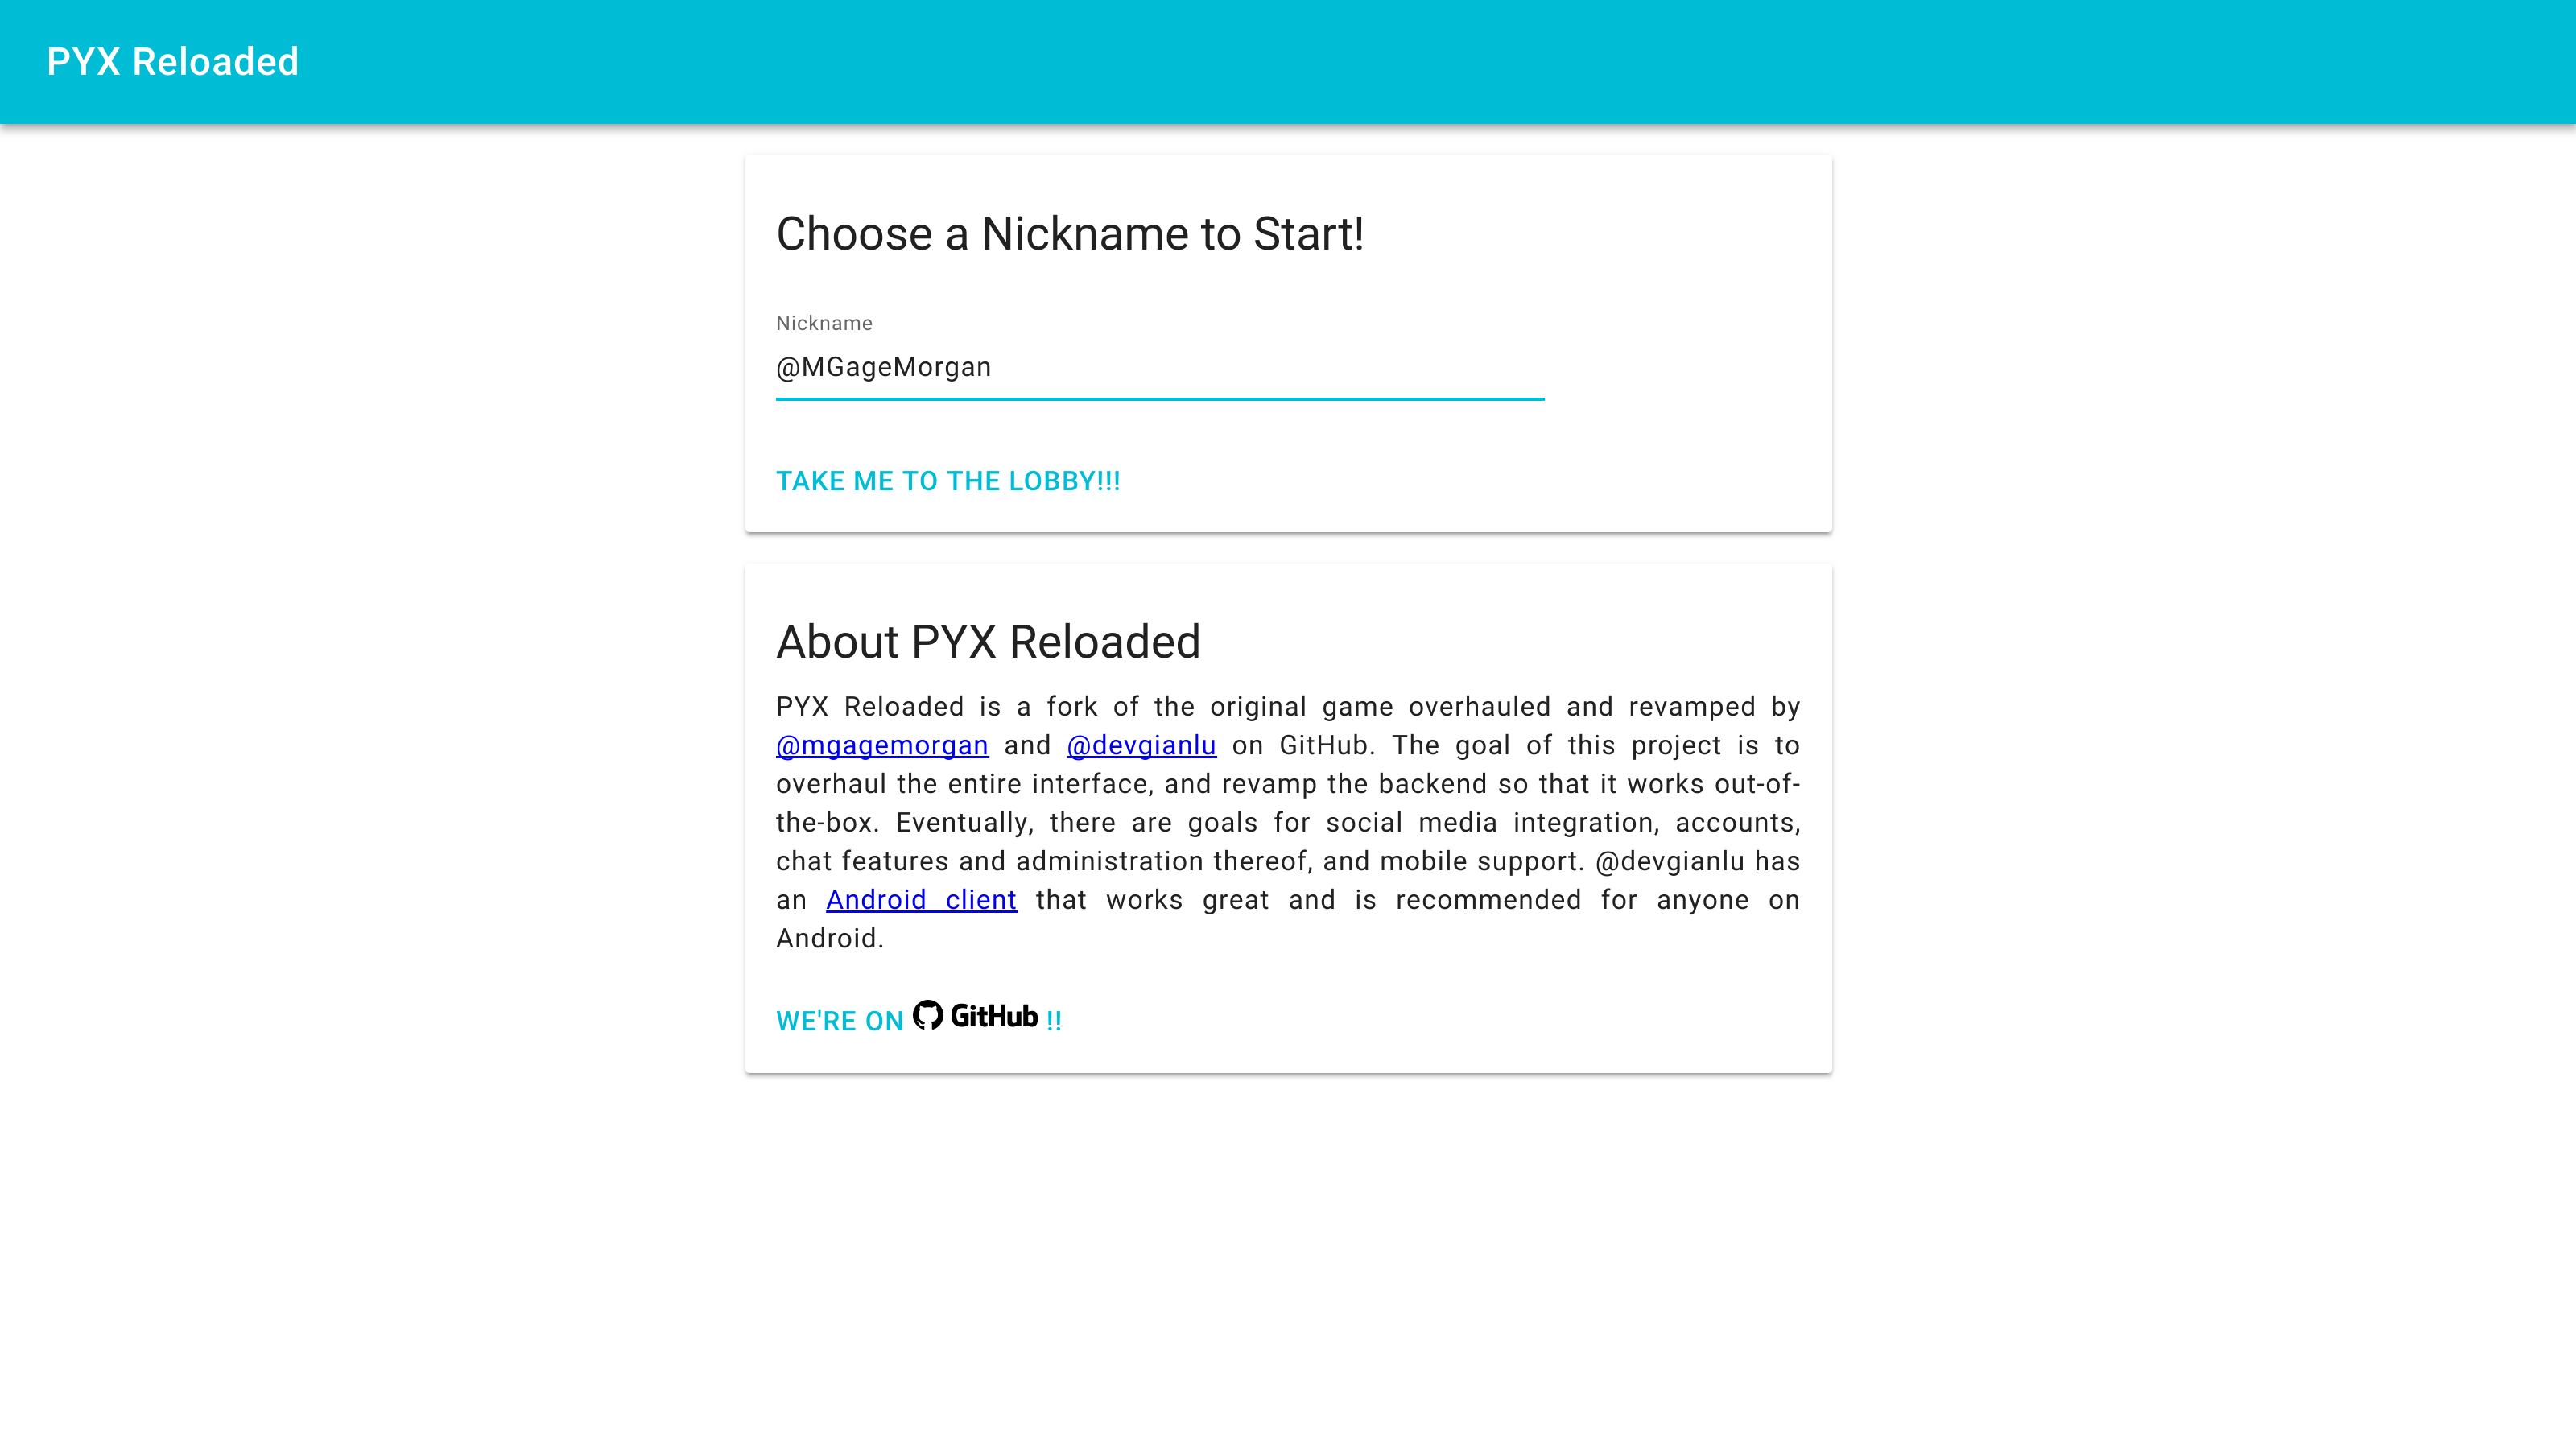 PYX Reloaded
Choose a Nickname to Start!
Nickname
@MGageMorgan
TAKE ME TO THE LOBBY!!!
About PYX Reloaded
PYX Reloaded is a fork of the original game overhauled and revamped by
@mgagemorgan and @devgianlu on GitHub. The goal of this project is to
overhaul the entire interface, and revamp the backend so that it works out-of-
the-box. Eventually, there are goals for social media integration, accounts,
chat features and administration thereof, and mobile support. @devgianlu has
an Android client that works great and is recommended for anyone on
Android.
WE'RE ON GitHub !!